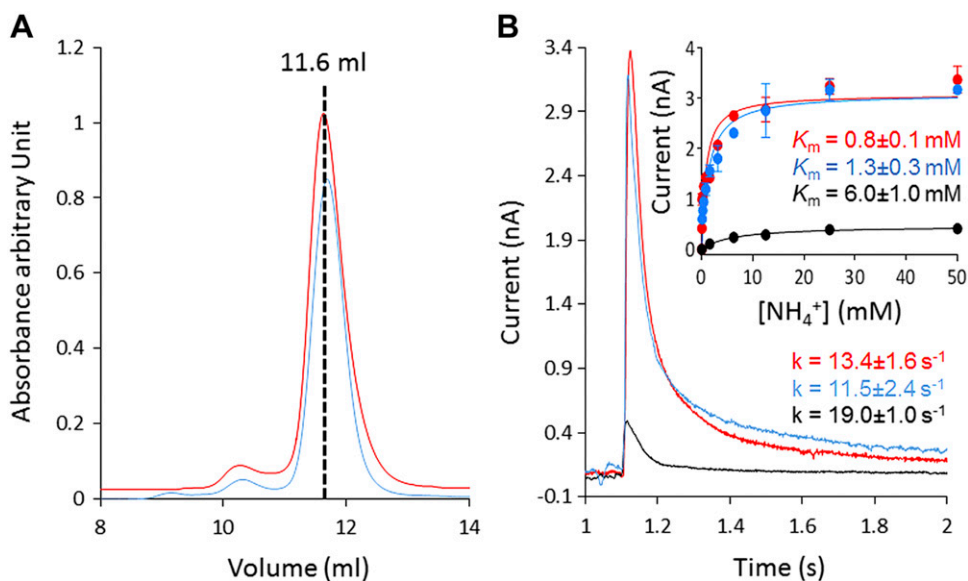 A
11.6 ml
1.2
1
0.8
0.6
0.4
0.2
0
8
10
12
14
Absorbance arbitrary Unit
Volume (ml)
B
3.4
2.9
2.4
1.9
1.4
0.9
0.4
-0.1
1
1.2
1.4
1.6
1.8
2
Current (nA)
Time (s)
4
3
2
1
0
0
10
20
30
40
50
Current (nA)
[NH₄⁺] (mM)
Kₘ = 0.8±0.1 mM
Kₘ = 1.3±0.3 mM
Kₘ = 6.0±1.0 mM
k = 13.4±1.6 s⁻¹
k = 11.5±2.4 s⁻¹
k = 19.0±1.0 s⁻¹